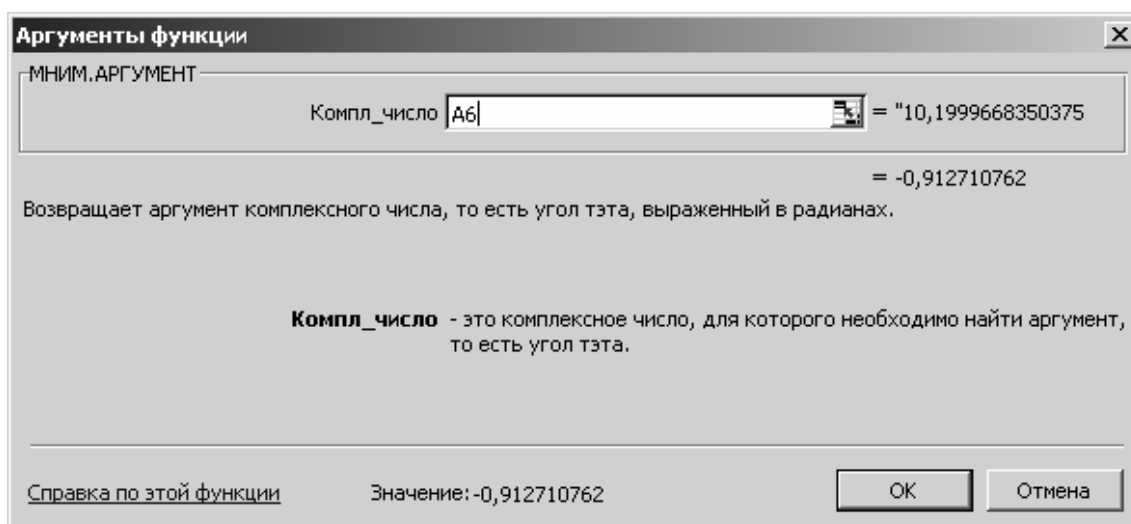 Аргументы функции
МНИМ.АРГУМЕНТ
Компл_число A6 = "10,1999668350375
= -0,912710762
Возвращает аргумент комплексного числа, то есть угол тэта, выраженный в радианах.
Компл_число - это комплексное число, для которого необходимо найти аргумент,
то есть угол тэта.
Справка по этой функции Значение:-0,912710762 OK Отмена